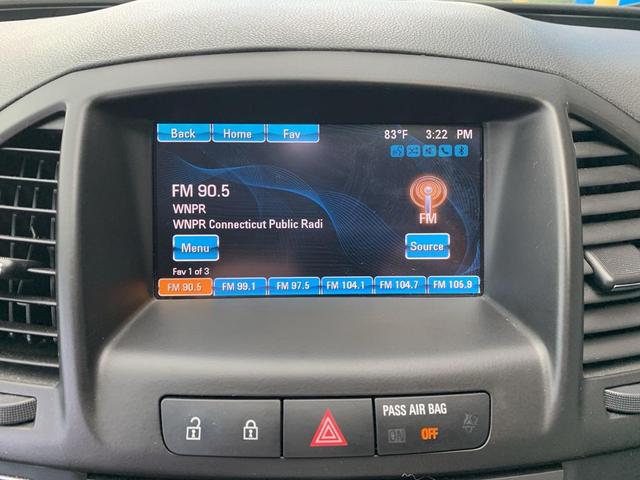 Back Home Fav 83°F 3:22 PM
FM 90.5
WNPR
WNPR Connecticut Public Radi
FM
Menu Source
Fav 1 of 3
FM 90.5 FM 99.1 FM 97.5 FM 104.1 FM 104.7 FM 105.9
PASS AIR BAG
ON OFF